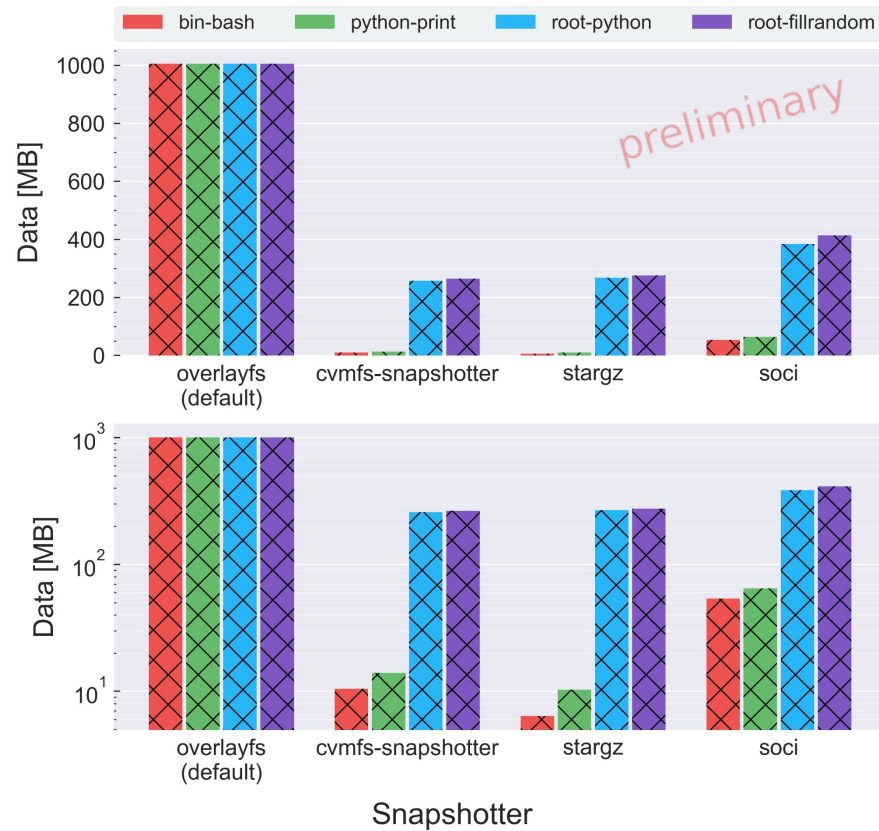 bin-bash python-print root-python root-fillrandom
preliminary
Data [MB]
1000
800
600
400
200
0
overlayfs cvmfs-snapshotter stargz soci
(default)
Data [MB]
10³
10²
10¹
overlayfs cvmfs-snapshotter stargz soci
(default)
Snapshotter